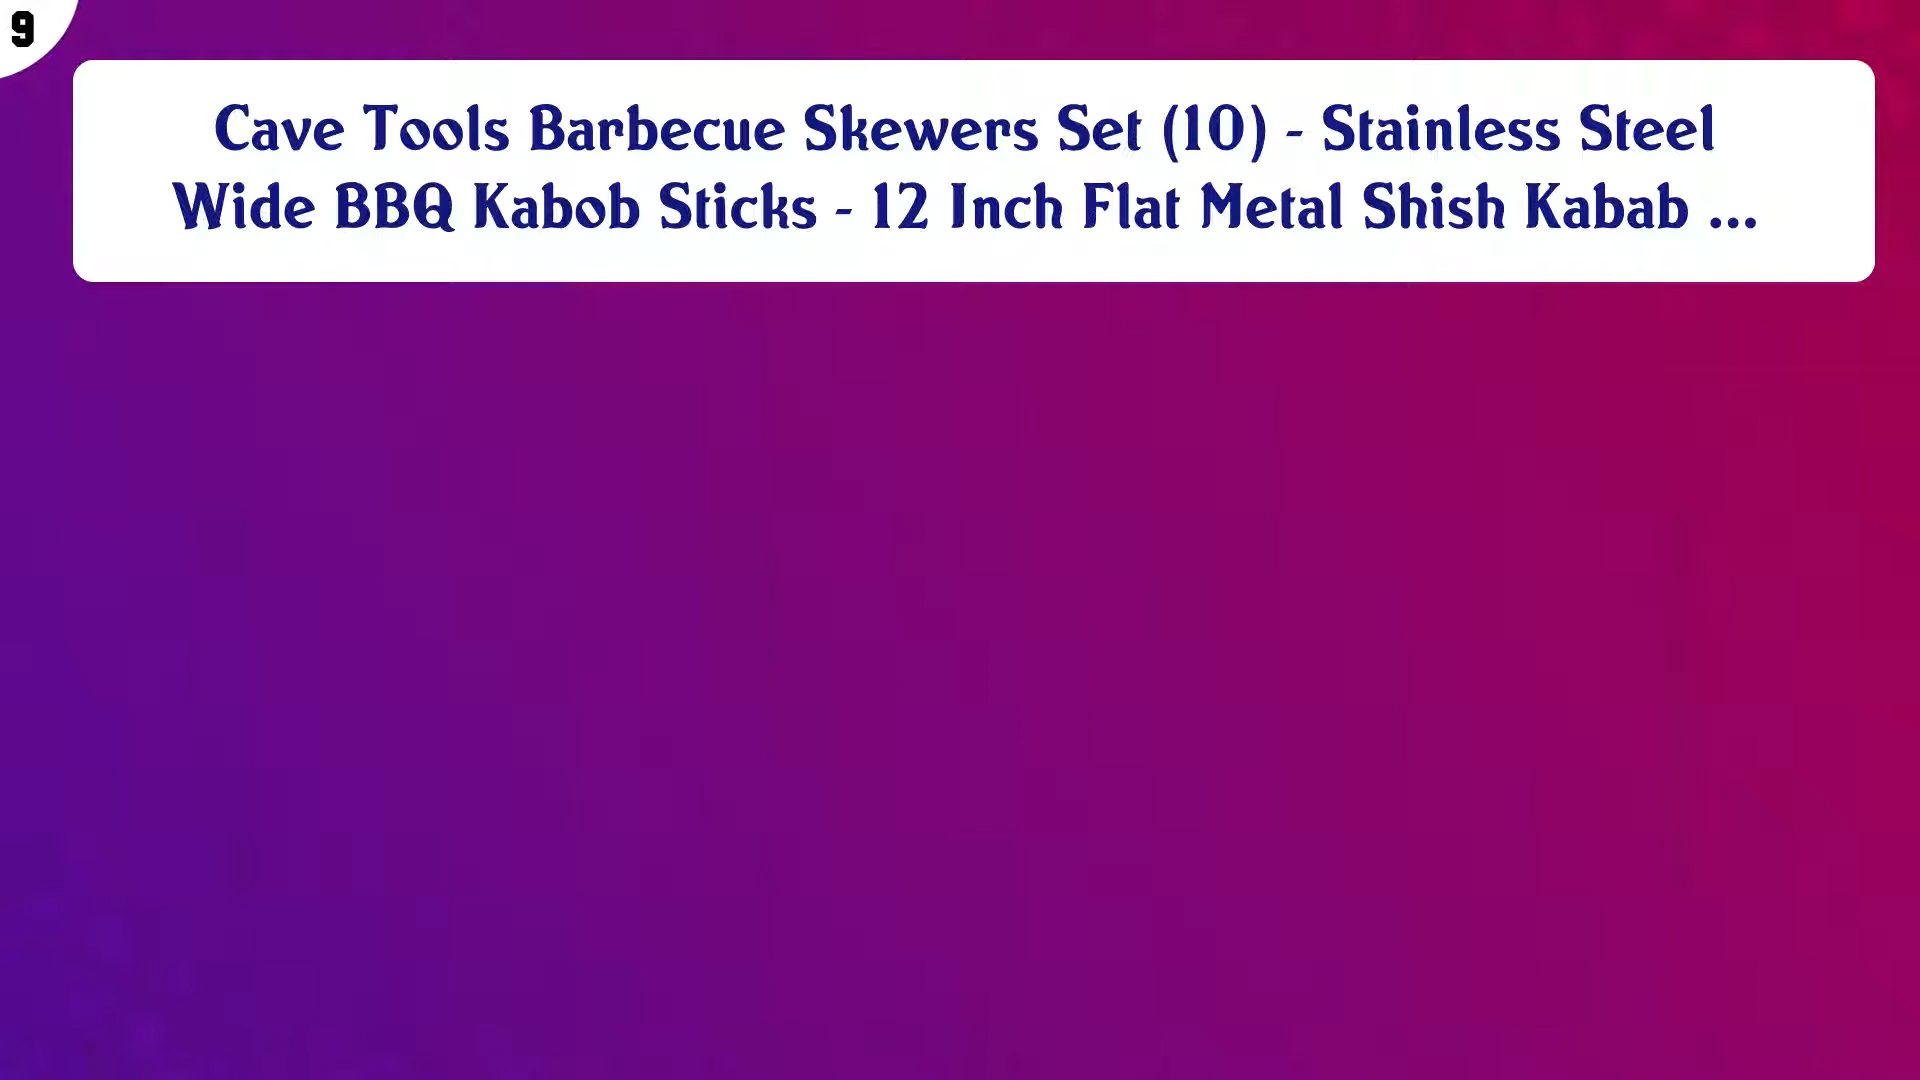 9
Cave Tools Barbecue Skewers Set (10) - Stainless Steel
Wide BBQ Kabob Sticks - 12 Inch Flat Metal Shish Kabab ...